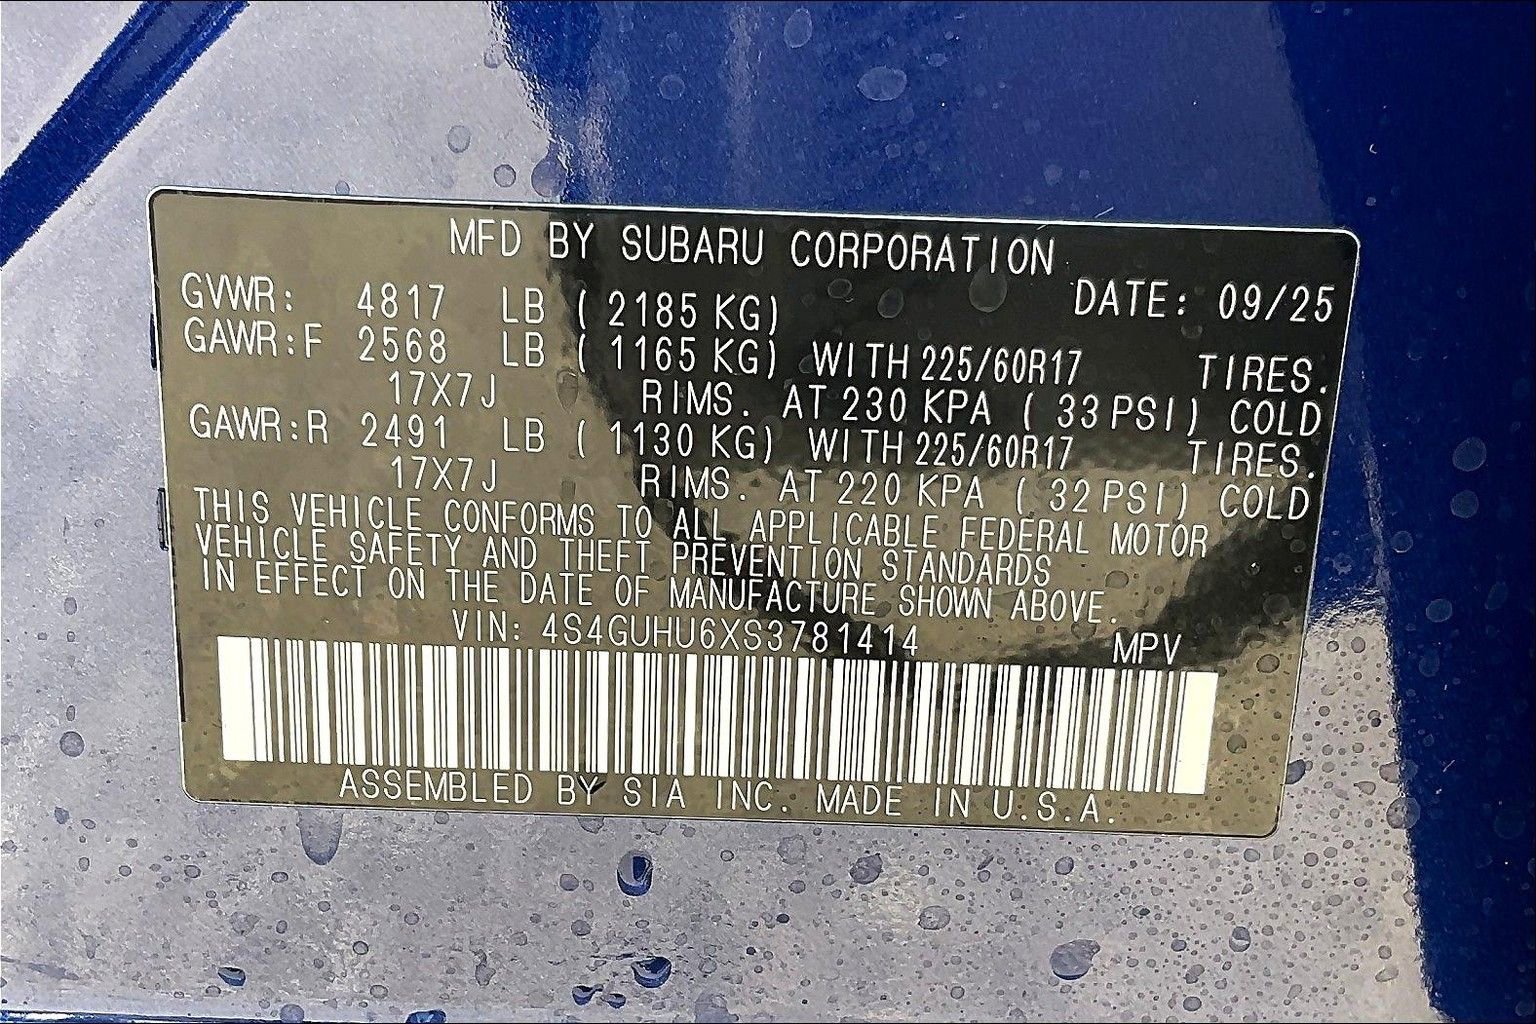 MFD BY SUBARU CORPORATION
DATE: 09/25
GVWR: 4817 LB ( 2185 KG)
GAWR:F 2568 LB ( 1165 KG) WITH 225/60R17 TIRES.
17X7J RIMS. AT 230 KPA ( 33 PSI) COLD
GAWR:R 2491 LB ( 1130 KG) WITH 225/60R17 TIRES.
17X7J RIMS. AT 220 KPA ( 32 PSI) COLD
THIS VEHICLE CONFORMS TO ALL APPLICABLE FEDERAL MOTOR
VEHICLE SAFETY AND THEFT PREVENTION STANDARDS
IN EFFECT ON THE DATE OF MANUFACTURE SHOWN ABOVE.
VIN: 4S4GUHU6XS3781414 MPV
ASSEMBLED BY SIA INC. MADE IN U.S.A.